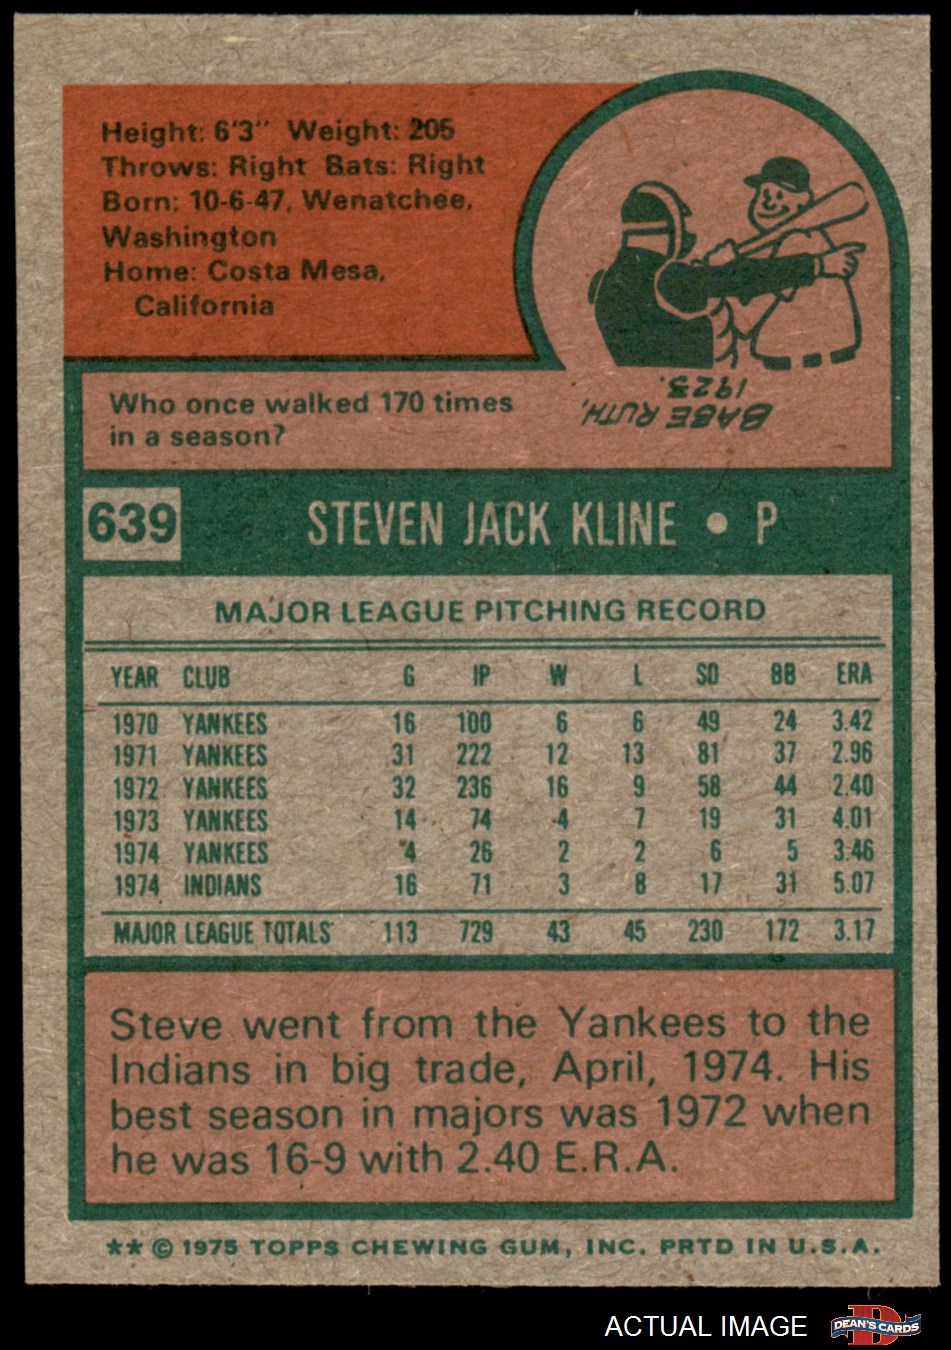 Height: 6'3" Weight: 205
Throws: Right Bats: Right
Born: 10-6-47, Wenatchee,
Washington
Home: Costa Mesa,
California
Who once walked 170 times
in a season?
BABE RUTH,
1923.
639 STEVEN JACK KLINE • P
MAJOR LEAGUE PITCHING RECORD
YEAR CLUB G IP W L SO BB ERA
1970 YANKEES 16 100 6 6 49 24 3.42
1971 YANKEES 31 222 12 13 81 37 2.96
1972 YANKEES 32 236 16 9 58 44 2.40
1973 YANKEES 14 74 4 7 19 31 4.01
1974 YANKEES 4 26 2 2 6 5 3.46
1974 INDIANS 16 71 3 8 17 31 5.07
MAJOR LEAGUE TOTALS 113 729 43 45 230 172 3.17
Steve went from the Yankees to the
Indians in big trade, April, 1974. His
best season in majors was 1972 when
he was 16-9 with 2.40 E.R.A.
** © 1975 TOPPS CHEWING GUM, INC. PRTD IN U.S.A.
ACTUAL IMAGE
DEAN'S CARDS